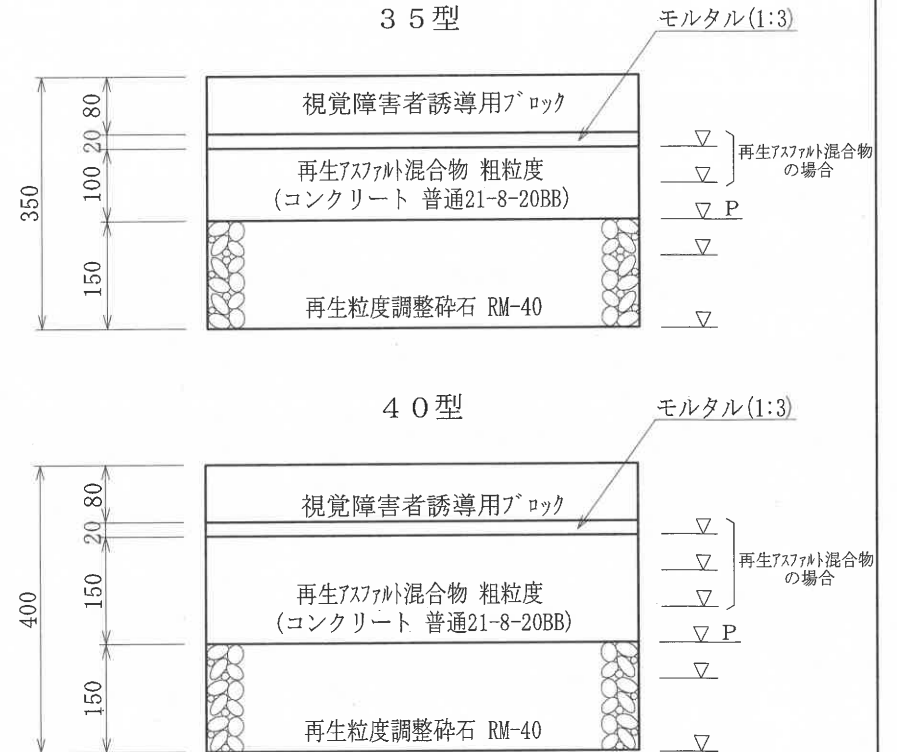 ３５型
モルタル(1:3)
350
80
20
100
150
視覚障害者誘導用ﾌﾞﾛｯｸ
再生ｱｽﾌｧﾙﾄ混合物 粗粒度
(コンクリート 普通21-8-20BB)
再生粒度調整砕石 RM-40
再生ｱｽﾌｧﾙﾄ混合物
の場合
P
４０型
モルタル(1:3)
400
80
20
150
150
視覚障害者誘導用ﾌﾞﾛｯｸ
再生ｱｽﾌｧﾙﾄ混合物 粗粒度
(コンクリート 普通21-8-20BB)
再生粒度調整砕石 RM-40
再生ｱｽﾌｧﾙﾄ混合物
の場合
P